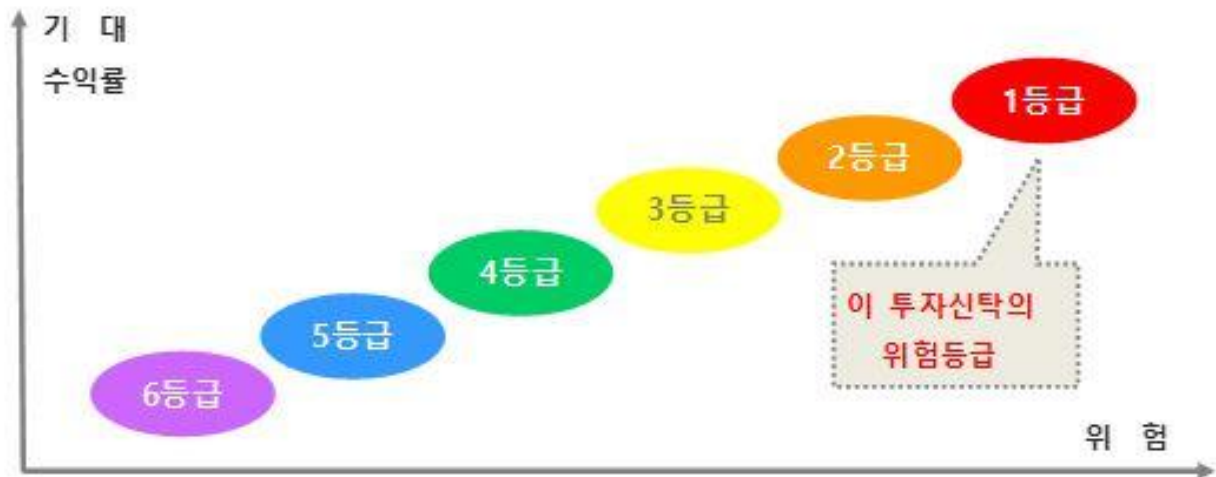 기 대
수익률
1등급
2등급
3등급
4등급
5등급
6등급
이 투자신탁의
위험등급
위 험